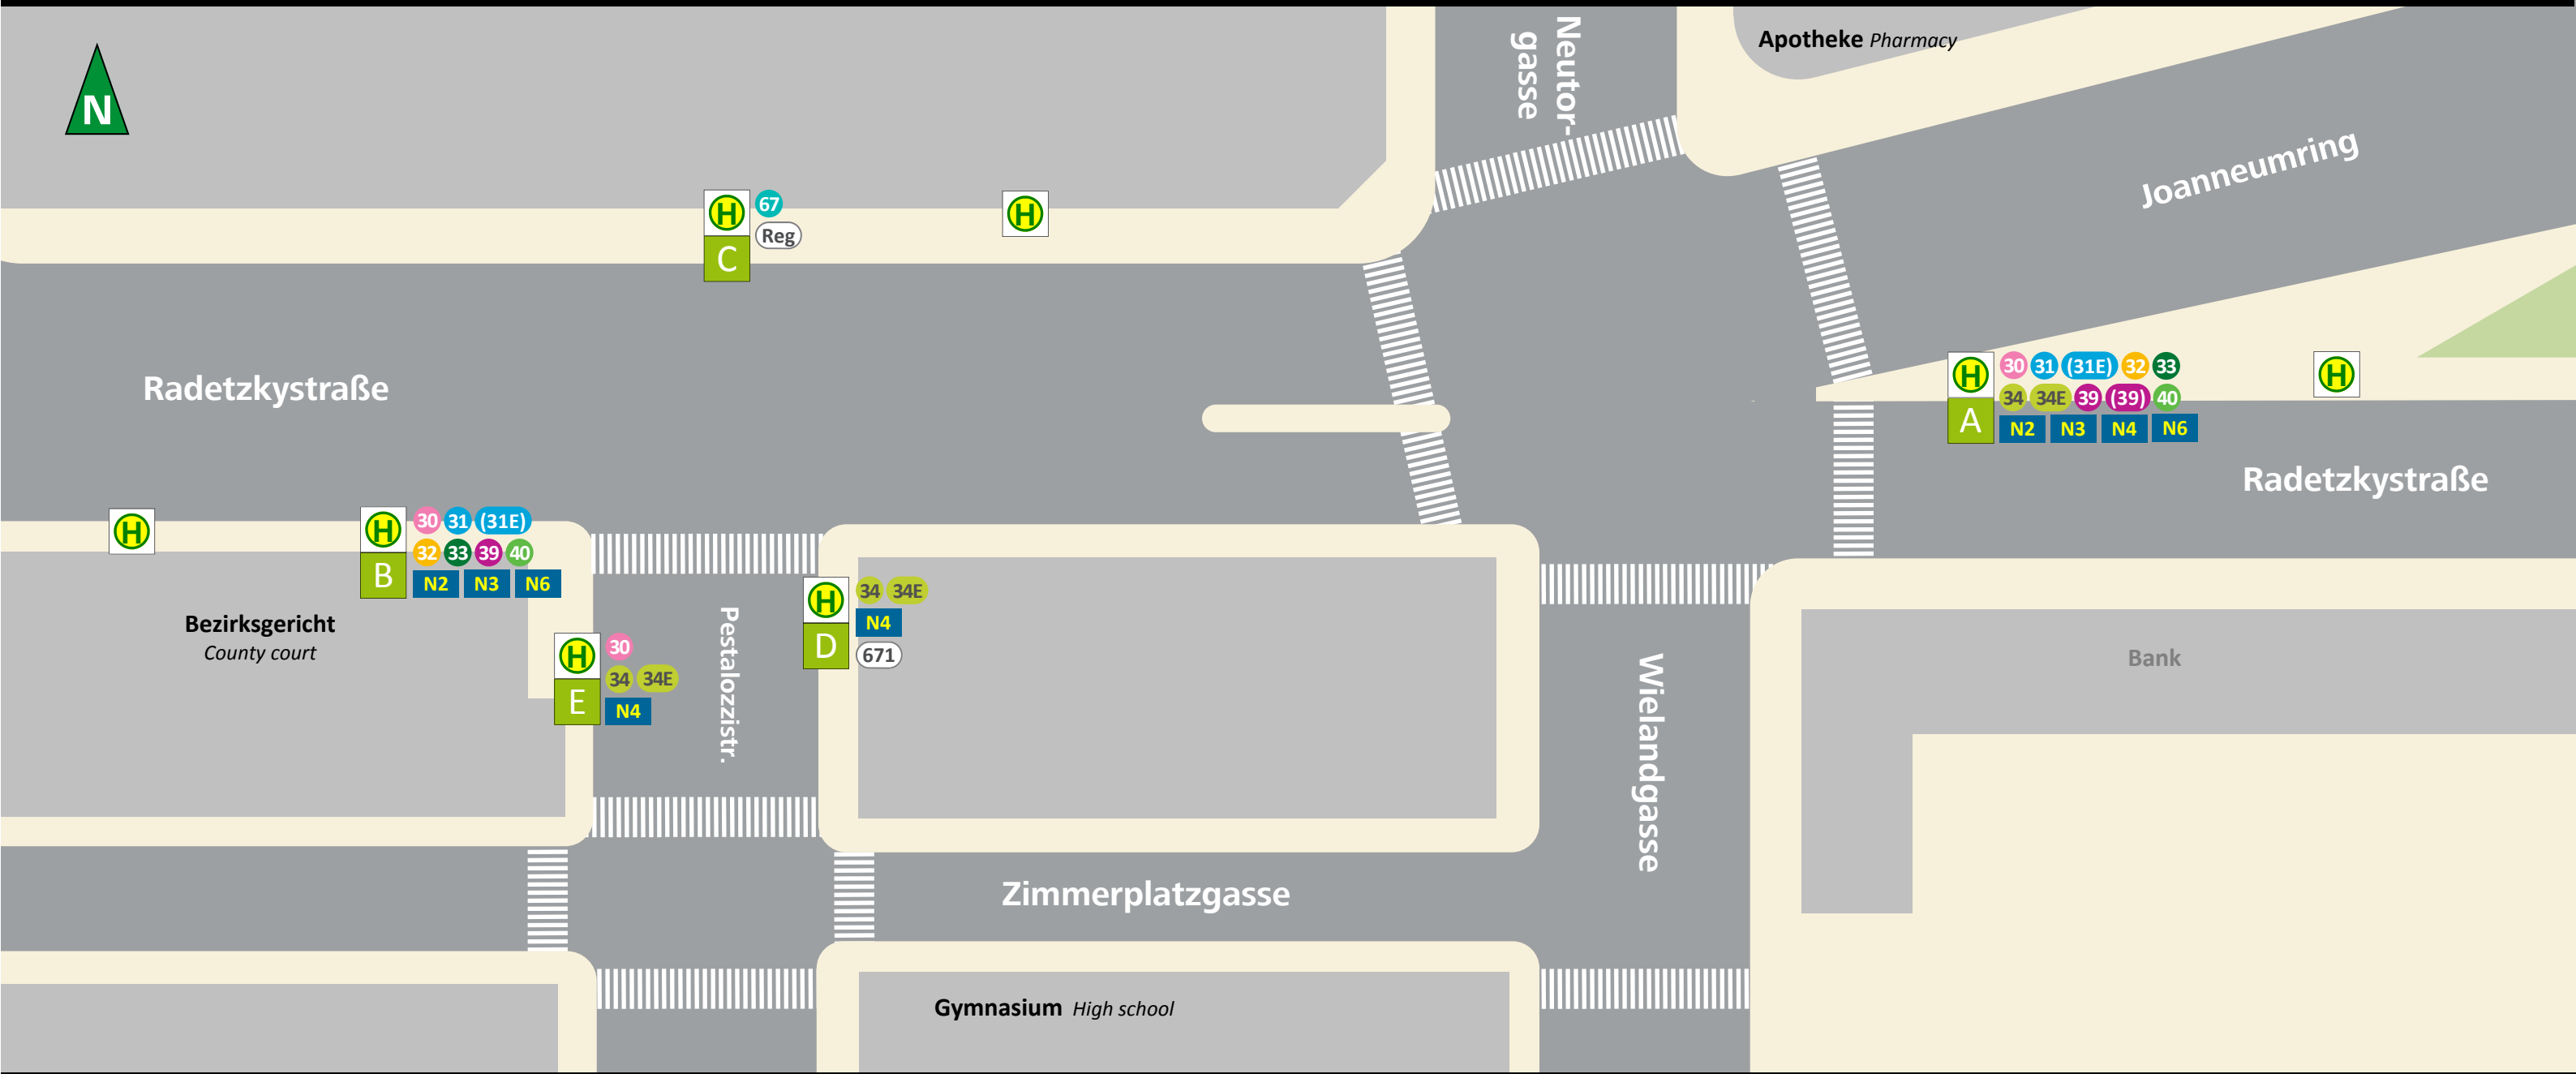 Neutor-
gasse
Apotheke Pharmacy
N
Joanneumring
H 67
C Reg
H
Radetzkystraße
H 30 31 (31E) 32 33
A 34 34E 39 (39) 40
N2 N3 N4 N6
H
Radetzkystraße
H
H 30 31 (31E)
32 33 39 40
B N2 N3 N6
Bezirksgericht
County court
H 34 34E
N4
D 671
H 30
34 34E
E N4
Pestalozzistr.
Wielandgasse
Bank
Zimmerplatzgasse
Gymnasium High school